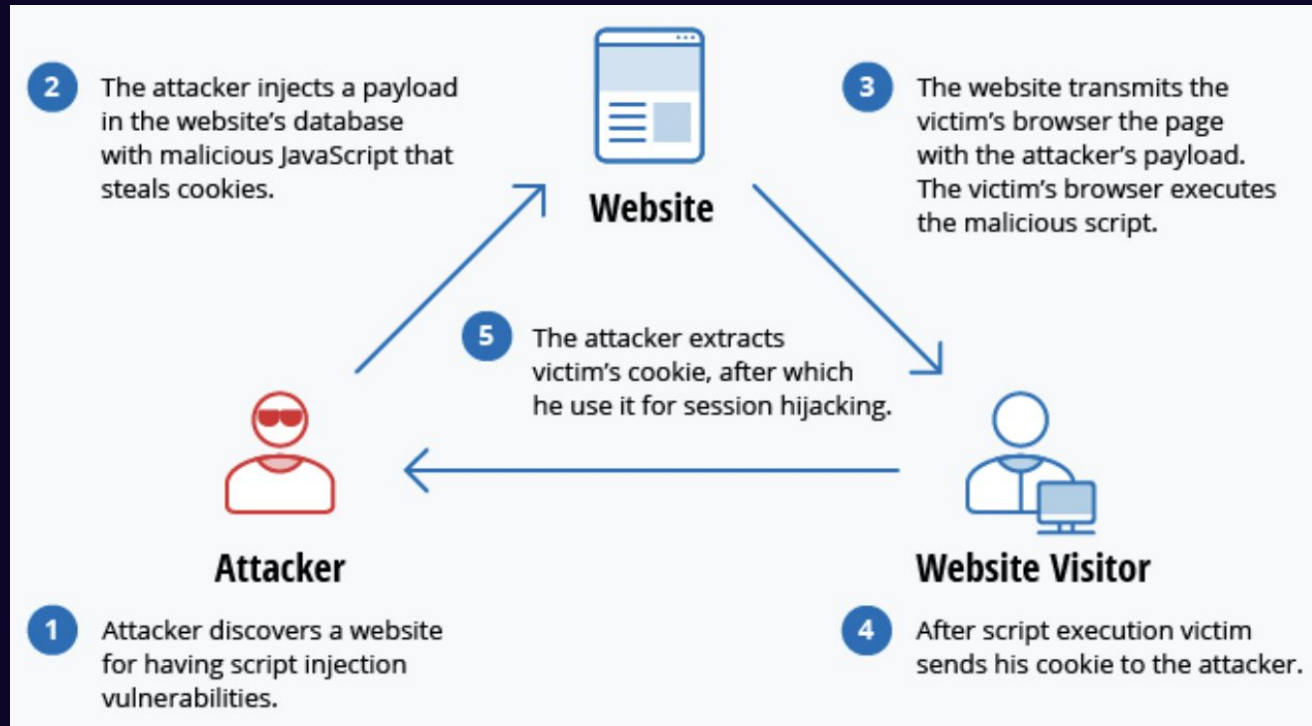 2
The attacker injects a payload
in the website's database
with malicious JavaScript that
steals cookies.
Website
3
The website transmits the
victim's browser the page
with the attacker's payload.
The victim's browser executes
the malicious script.
5
The attacker extracts
victim's cookie, after which
he use it for session hijacking.
Attacker
1
Attacker discovers a website
for having script injection
vulnerabilities.
Website Visitor
4
After script execution victim
sends his cookie to the attacker.